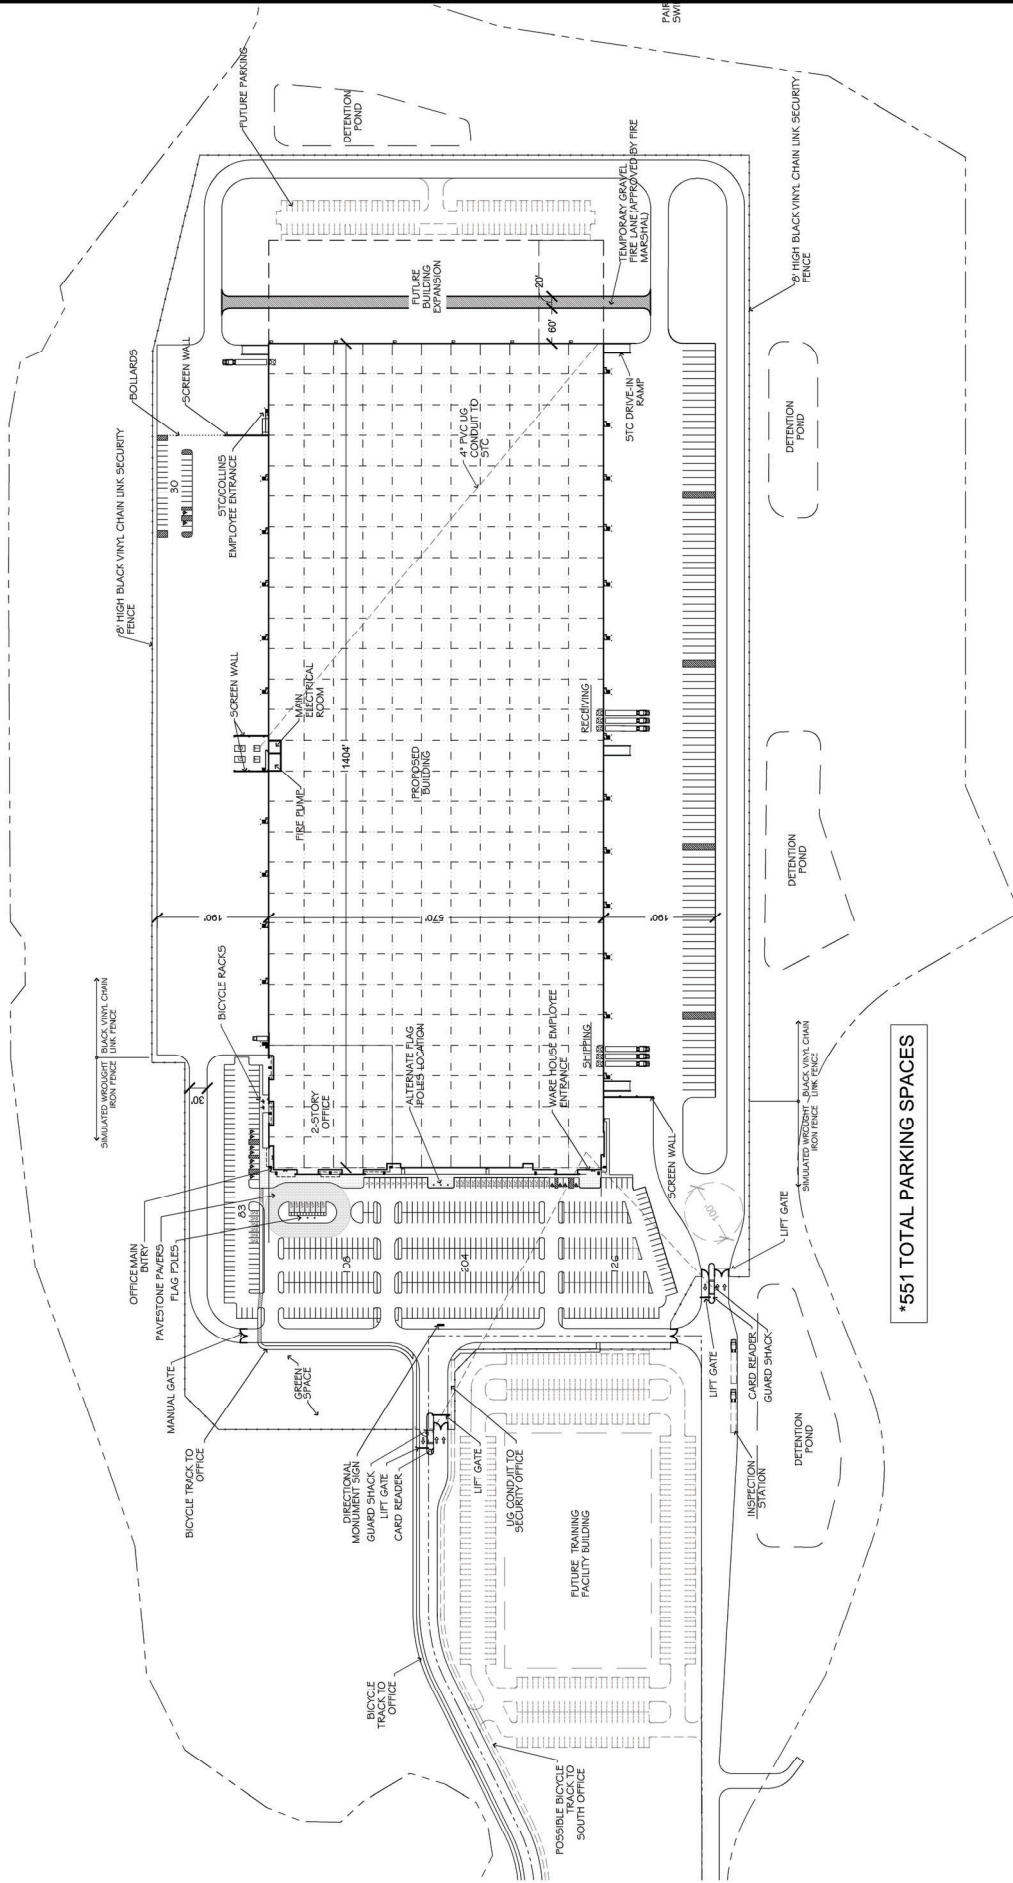 PAIR
SWI
FUTURE PARKING
DETENTION
POND
8' HIGH BLACK VINYL CHAIN LINK SECURITY
FENCE
TEMPORARY GRAVEL
FIRE LANE (APPROVED BY FIRE
MARSHAL)
FUTURE
BUILDING
EXPANSION
20'
60'
BOLLARDS
SCREEN WALL
8' HIGH BLACK VINYL CHAIN LINK SECURITY
FENCE
30
STC/COLLINS
EMPLOYEE ENTRANCE
4" PVC UG
CONDUIT TO
STC
STC DRIVE-IN
RAMP
DETENTION
POND
SCREEN WALL
MAIN
ELECTRICAL
ROOM
FIRE PUMP
1404'
PROPOSED
BUILDING
RECEIVING
DETENTION
POND
190'
570'
190'
BICYCLE RACKS
SIMULATED WROUGHT
IRON FENCE
BLACK VINYL CHAIN
LINK FENCE
30'
2-STORY
OFFICE
ALTERNATE FLAG
POLES LOCATION
WARE HOUSE EMPLOYEE
ENTRANCE
SHIPPING
SIMULATED WROUGHT
IRON FENCE
BLACK VINYL CHAIN
LINK FENCE
SCREEN WALL
OFFICE MAIN
ENTRY
PAVESTONE PAVERS
FLAG POLES
83
108
204
126
100'
LIFT GATE
MANUAL GATE
GREEN
SPACE
BICYCLE TRACK TO
OFFICE
DIRECTIONAL
MONUMENT SIGN
GUARD SHACK
LIFT GATE
CARD READER
LIFT GATE
UG CONDUIT TO
SECURITY OFFICE
LIFT GATE
CARD READER
GUARD SHACK
INSPECTION
STATION
DETENTION
POND
FUTURE TRAINING
FACILITY BUILDING
BICYCLE
TRACK TO
OFFICE
POSSIBLE BICYCLE
TRACK TO
SOUTH OFFICE
*551 TOTAL PARKING SPACES